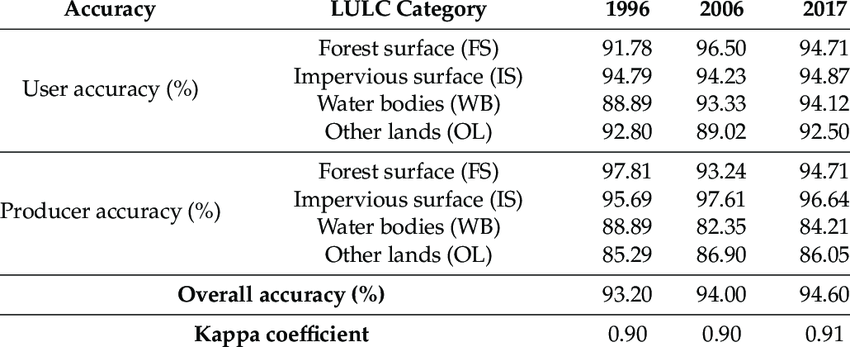 Accuracy LULC Category 1996 2006 2017
Forest surface (FS) 91.78 96.50 94.71
Impervious surface (IS) 94.79 94.23 94.87
User accuracy (%)
Water bodies (WB) 88.89 93.33 94.12
Other lands (OL) 92.80 89.02 92.50
Forest surface (FS) 97.81 93.24 94.71
Impervious surface (IS) 95.69 97.61 96.64
Producer accuracy (%)
Water bodies (WB) 88.89 82.35 84.21
Other lands (OL) 85.29 86.90 86.05
Overall accuracy (%) 93.20 94.00 94.60
Kappa coefficient 0.90 0.90 0.91